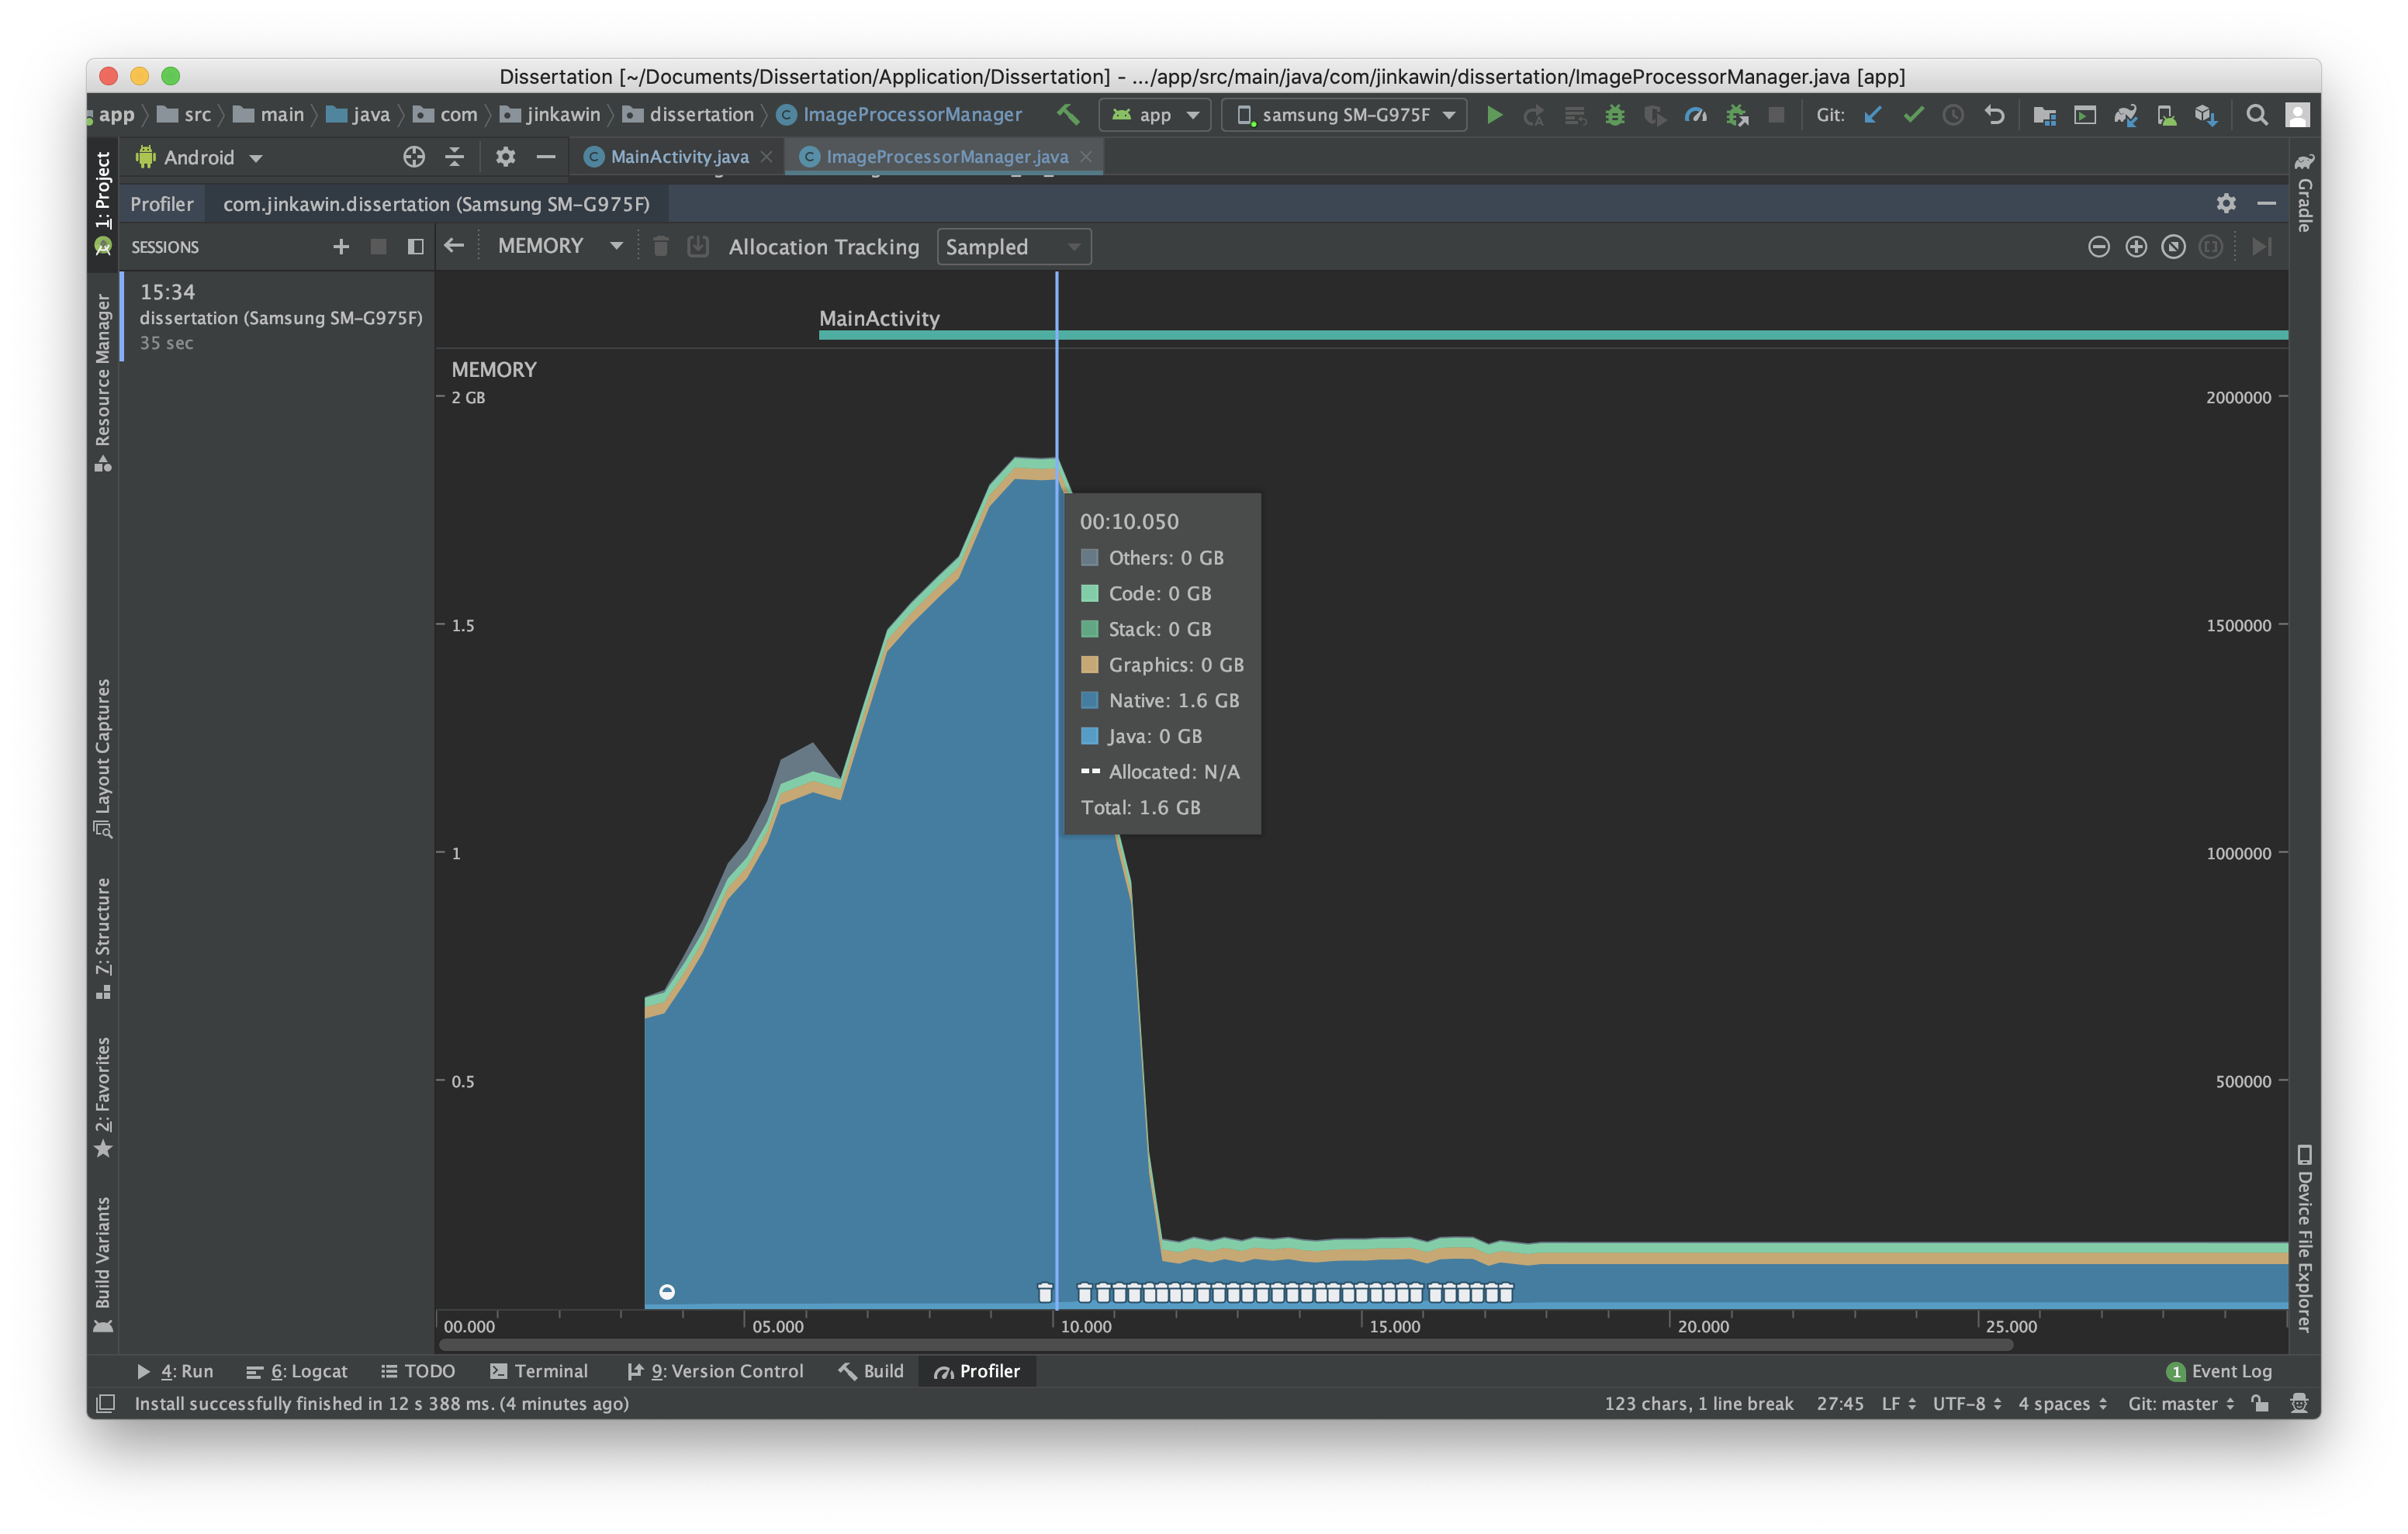 Dissertation [~/Documents/Dissertation/Application/Dissertation] - .../app/src/main/java/com/jinkawin/dissertation/ImageProcessorManager.java [app]
app src main java com jinkawin dissertation ImageProcessorManager app samsung SM-G975F Git:
Android MainActivity.java ImageProcessorManager.java
Profiler com.jinkawin.dissertation (Samsung SM-G975F)
SESSIONS MEMORY Allocation Tracking Sampled
15:34
dissertation (Samsung SM-G975F)
35 sec
MainActivity
MEMORY
2 GB 2000000
1.5 1500000
1 1000000
0.5 500000
00:10.050
Others: 0 GB
Code: 0 GB
Stack: 0 GB
Graphics: 0 GB
Native: 1.6 GB
Java: 0 GB
Allocated: N/A
Total: 1.6 GB
00.000 05.000 10.000 15.000 20.000 25.000
1: Project
Resource Manager
Layout Captures
7: Structure
2: Favorites
Build Variants
Gradle
Device File Explorer
4: Run 6: Logcat TODO Terminal 9: Version Control Build Profiler 1 Event Log
Install successfully finished in 12 s 388 ms. (4 minutes ago) 123 chars, 1 line break 27:45 LF UTF-8 4 spaces Git: master